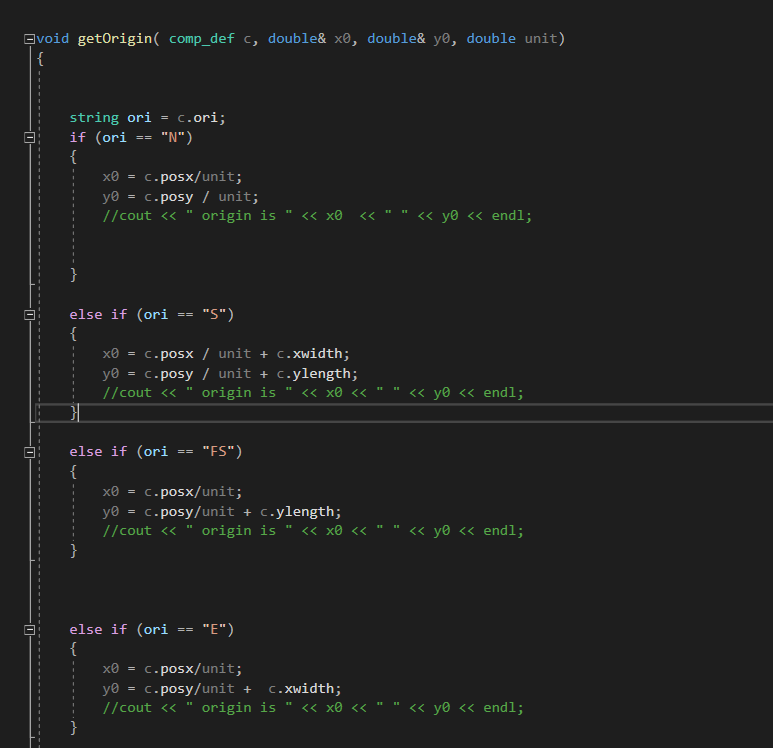 void getOrigin( comp_def c, double& x0, double& y0, double unit)
{
string ori = c.ori;
if (ori == "N")
{
x0 = c.posx/unit;
y0 = c.posy / unit;
//cout << " origin is " << x0  << " " << y0 << endl;
}
else if (ori == "S")
{
x0 = c.posx / unit + c.xwidth;
y0 = c.posy / unit + c.ylength;
//cout << " origin is " << x0 << " " << y0 << endl;
}
else if (ori == "FS")
{
x0 = c.posx/unit;
y0 = c.posy/unit + c.ylength;
//cout << " origin is " << x0 << " " << y0 << endl;
}
else if (ori == "E")
{
x0 = c.posx/unit;
y0 = c.posy/unit +  c.xwidth;
//cout << " origin is " << x0 << " " << y0 << endl;
}